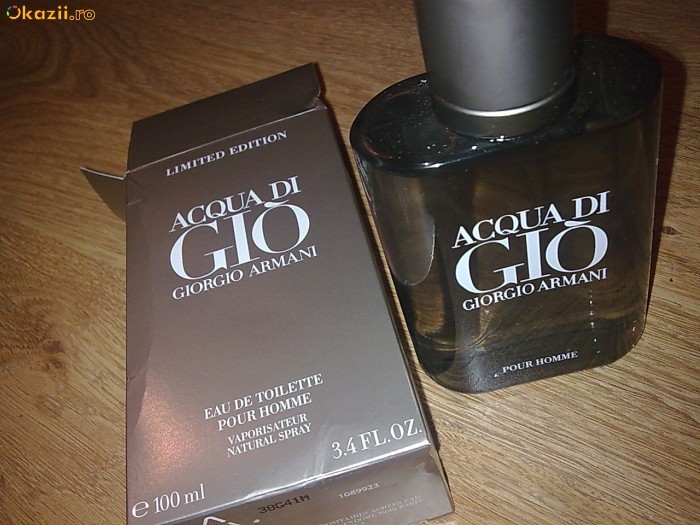 Okazii.ro
LIMITED EDITION
ACQUA DI
GIÒ
GIORGIO ARMANI
EAU DE TOILETTE
POUR HOMME
VAPORISATEUR
NATURAL SPRAY
℮ 100 ml
3.4 FL.OZ.
38G41M
1089923
ACQUA DI
GIÒ
GIORGIO ARMANI
POUR HOMME